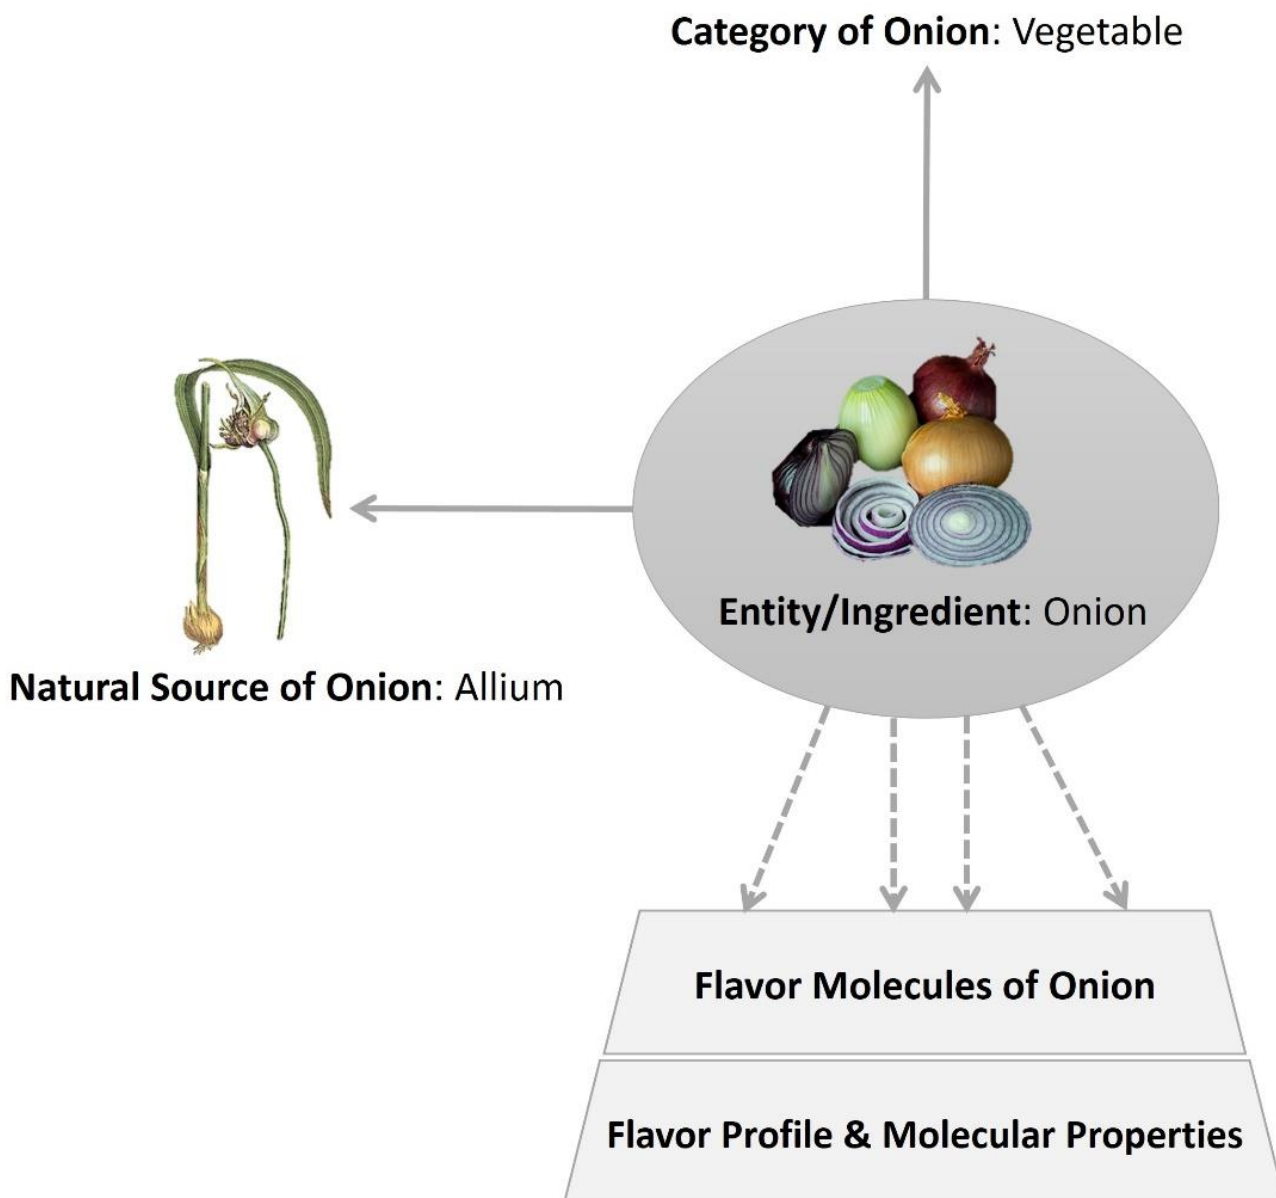 Category of Onion: Vegetable
Entity/Ingredient: Onion
Natural Source of Onion: Allium
Flavor Molecules of Onion
Flavor Profile & Molecular Properties